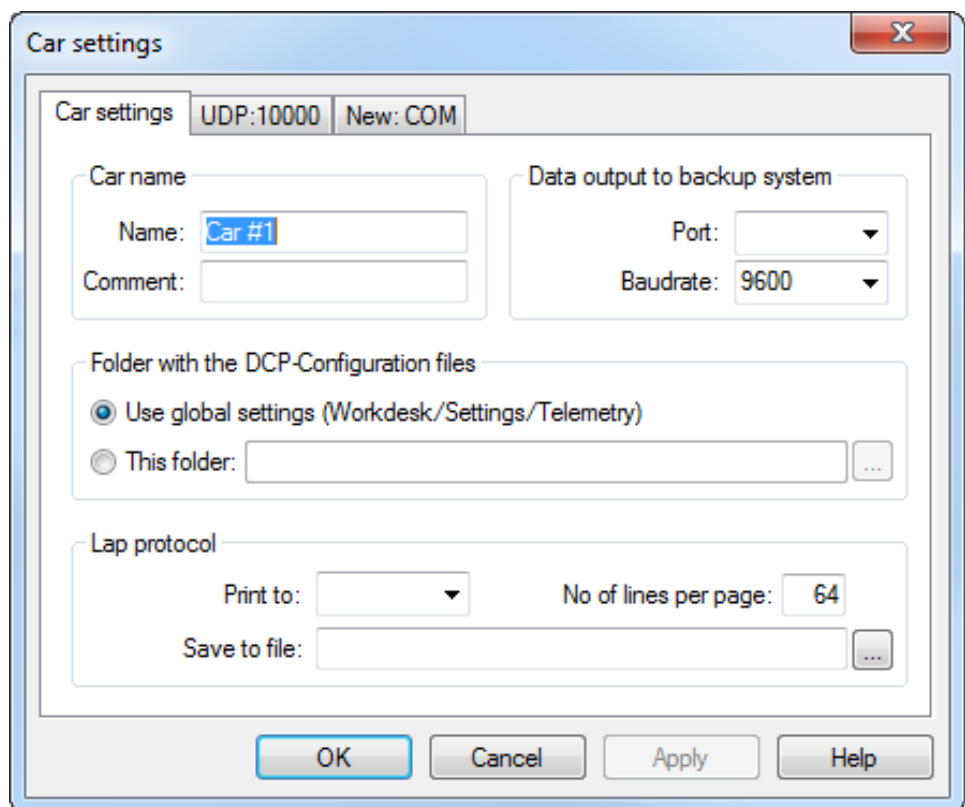 Car settings
X
Car settings UDP:10000 New: COM
Car name
Name: Car #1
Comment:
Data output to backup system
Port:
Baudrate: 9600
Folder with the DCP-Configuration files
Use global settings (Workdesk/Settings/Telemetry)
This folder: ...
Lap protocol
Print to: No of lines per page: 64
Save to file: ...
OK Cancel Apply Help